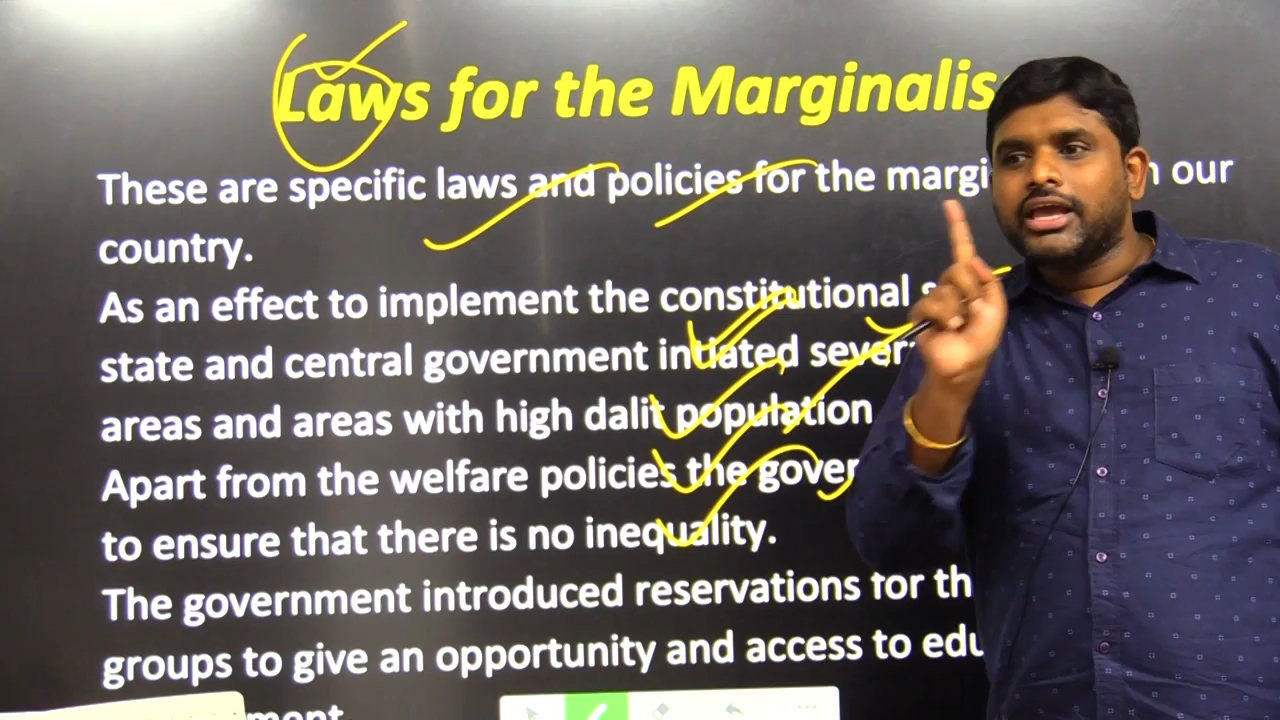 Laws for the Marginalis
These are specific laws and policies for the margi n our
country.
As an effect to implement the constitutional s
state and central government intiated sever
areas and areas with high dalit population
Apart from the welfare policies the gover
to ensure that there is no inequality.
The government introduced reservations for th
groups to give an opportunity and access to edu
ment